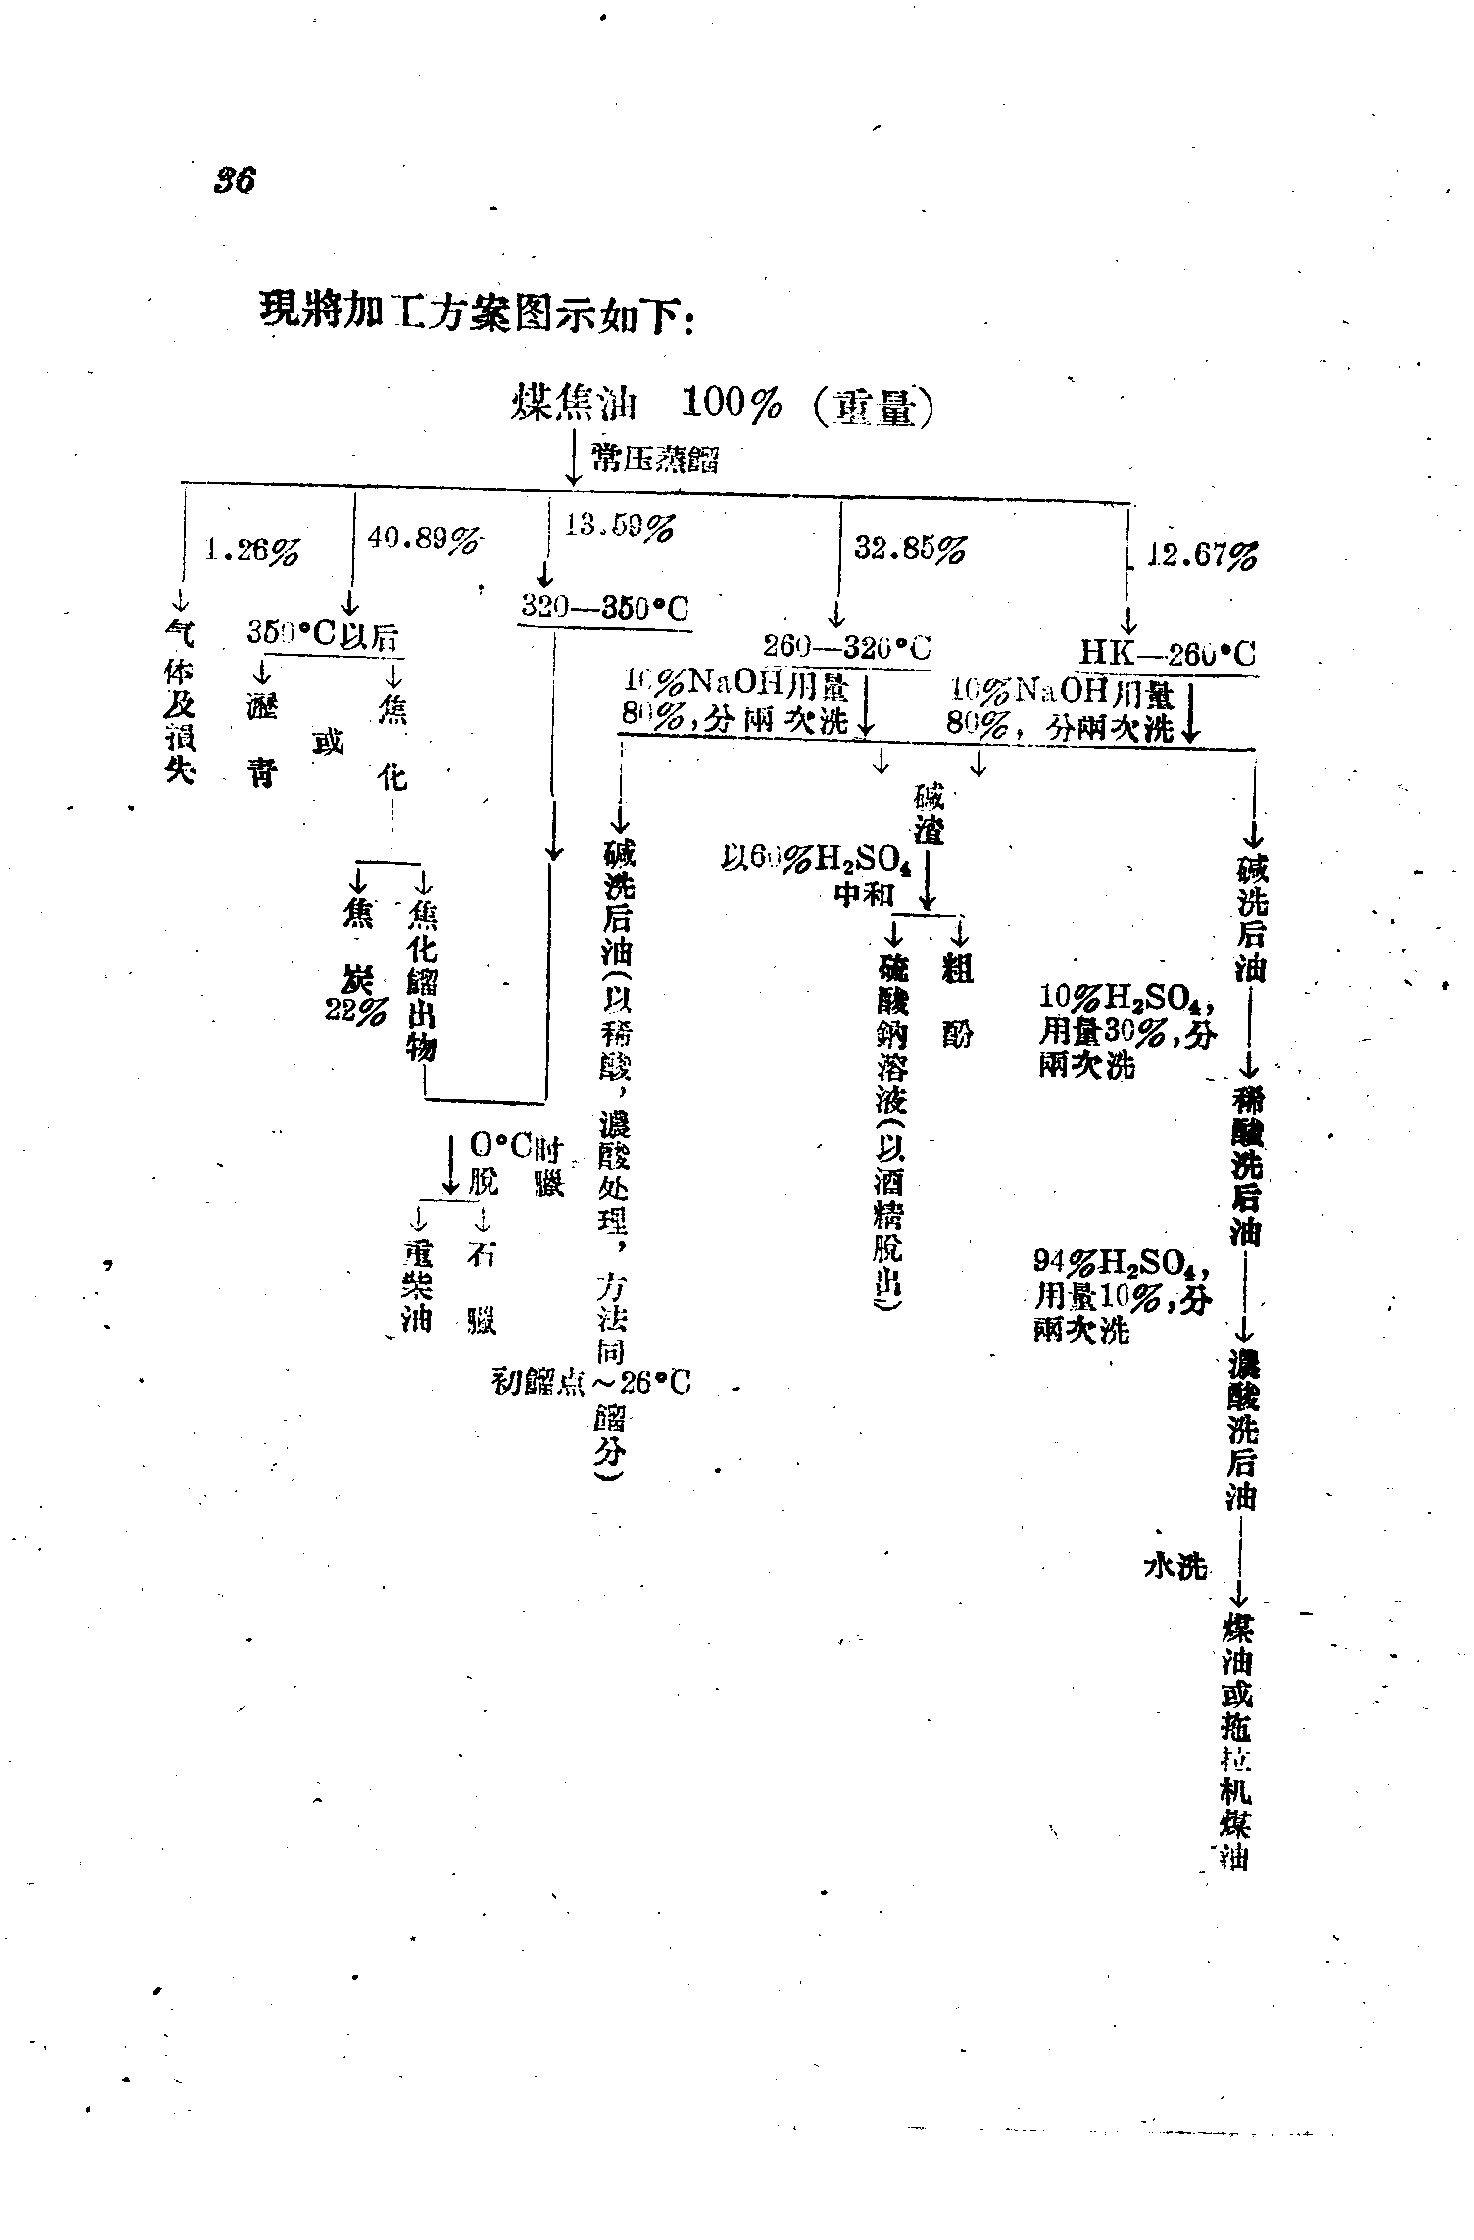 36
現將加工方案图示如下：
煤焦油 100%（重量）
常压蒸餾
1.26%
气体及損失
40.89%
350°C以后
瀝青
或
焦化
焦炭
22%
焦化餾出物
13.59%
320—350°C
0°C时
脫蠟
重柴油
石蠟
32.85%
260—320°C
10%NaOH用量
80%，分兩次洗
12.67%
HK—260°C
10%NaOH用量
80%，分兩次洗
碱洗后油（以稀酸，濃酸处理，方法同
初餾点～26°C
餾分）
碱渣
以60%H₂SO₄
中和
硫酸鈉溶液（以酒精脫出）
粗酚
碱洗后油
10%H₂SO₄，
用量30%，分
兩次洗
稀酸洗后油
94%H₂SO₄，
用量10%，分
兩次洗
濃酸洗后油
水洗
煤油或拖拉机煤油